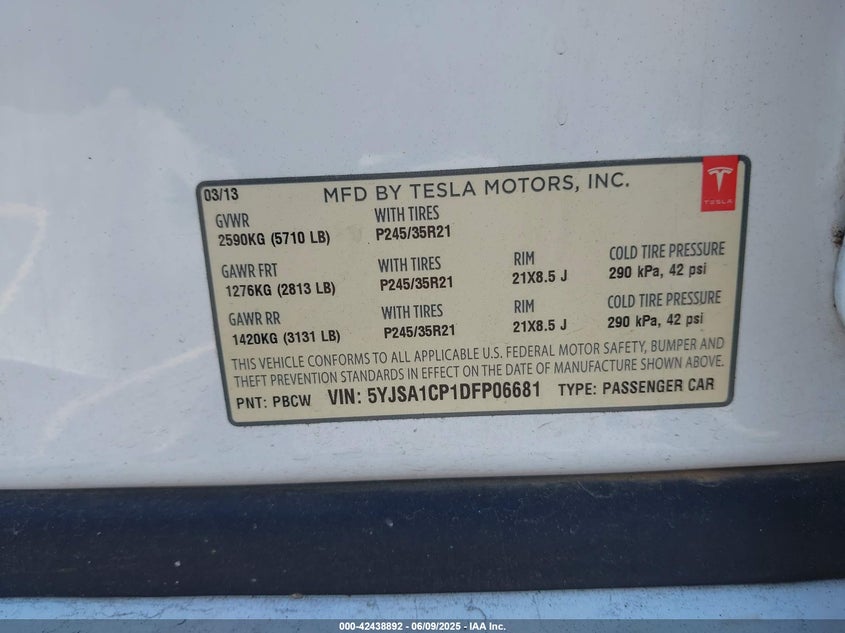 03/13 MFD BY TESLA MOTORS, INC.
TESLA
GVWR WITH TIRES
2590KG (5710 LB) P245/35R21
GAWR FRT WITH TIRES RIM COLD TIRE PRESSURE
1276KG (2813 LB) P245/35R21 21X8.5 J 290 kPa, 42 psi
GAWR RR WITH TIRES RIM COLD TIRE PRESSURE
1420KG (3131 LB) P245/35R21 21X8.5 J 290 kPa, 42 psi
THIS VEHICLE CONFORMS TO ALL APPLICABLE U.S. FEDERAL MOTOR SAFETY, BUMPER AND
THEFT PREVENTION STANDARDS IN EFFECT ON THE DATE OF MANUFACTURE SHOWN ABOVE.
PNT: PBCW VIN: 5YJSA1CP1DFP06681 TYPE: PASSENGER CAR
000-42438892 - 06/09/2025 - IAA Inc.